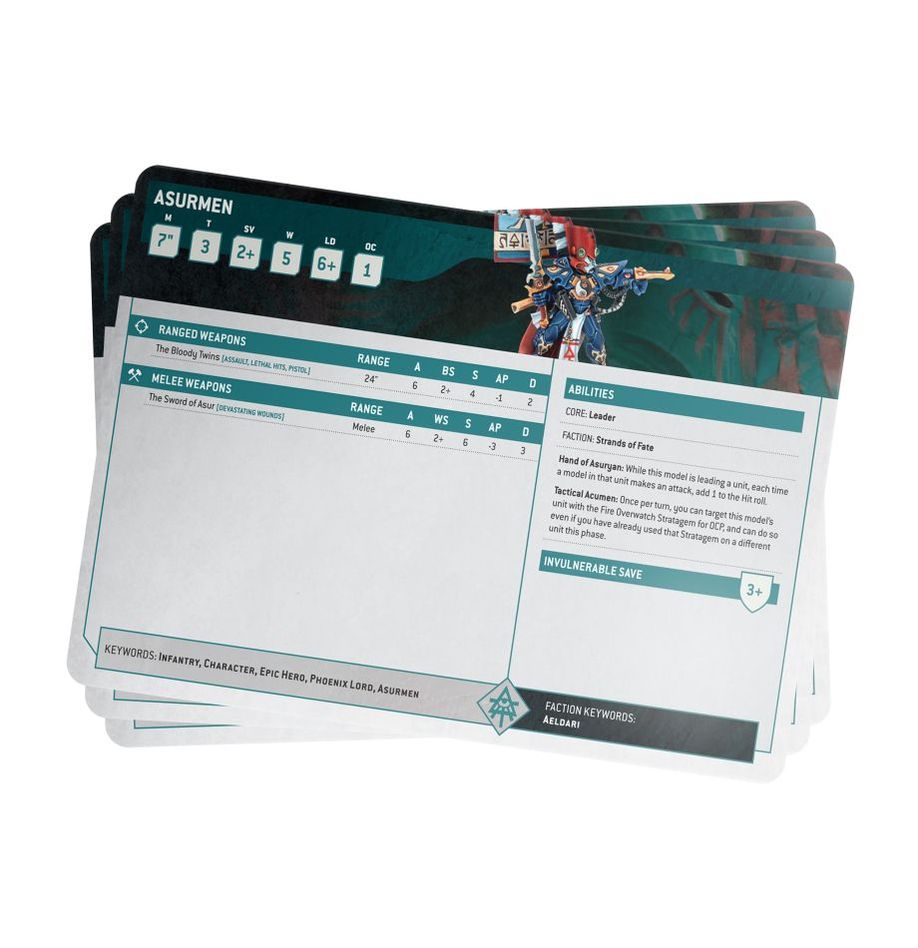 ASURMEN
M T SV W LD OC
7" 3 2+ 5 6+ 1
RANGED WEAPONS RANGE A BS S AP D
The Bloody Twins [ASSAULT, LETHAL HITS, PISTOL] 24" 6 2+ 4 -1 2
MELEE WEAPONS RANGE A WS S AP D
The Sword of Asur [DEVASTATING WOUNDS] Melee 6 2+ 6 -3 3
ABILITIES
CORE: Leader
FACTION: Strands of Fate
Hand of Asuryan: While this model is leading a unit, each time
a model in that unit makes an attack, add 1 to the Hit roll.
Tactical Acumen: Once per turn, you can target this model's
unit with the Fire Overwatch Stratagem for 0CP, and can do so
even if you have already used that Stratagem on a different
unit this phase.
INVULNERABLE SAVE 3+
KEYWORDS: INFANTRY, CHARACTER, EPIC HERO, PHOENIX LORD, ASURMEN
FACTION KEYWORDS:
AELDARI